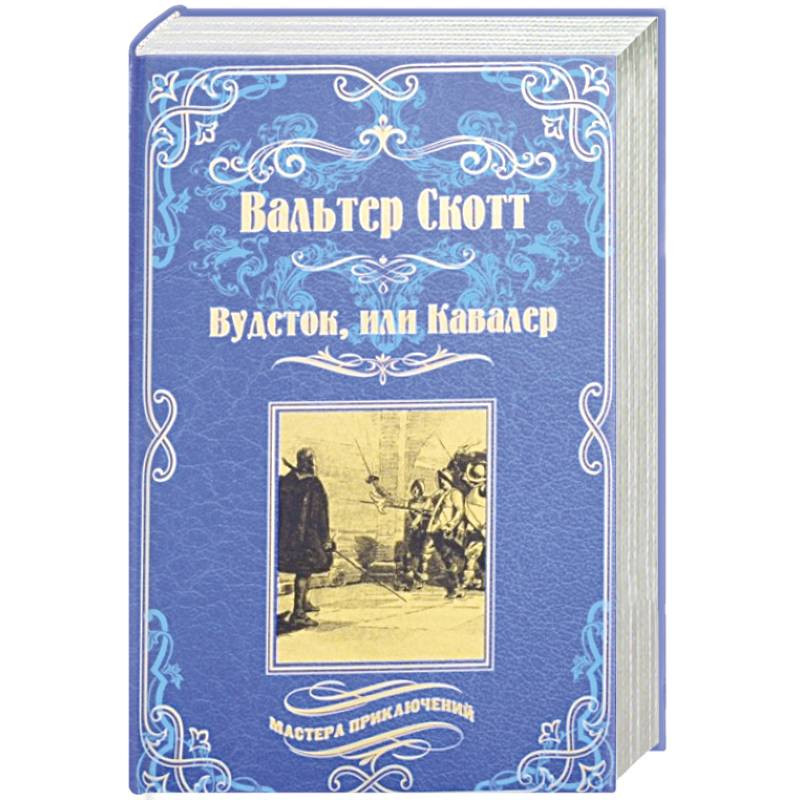 Вальтер Скотт
Вудсток, или Кавалер
Мастера приключений